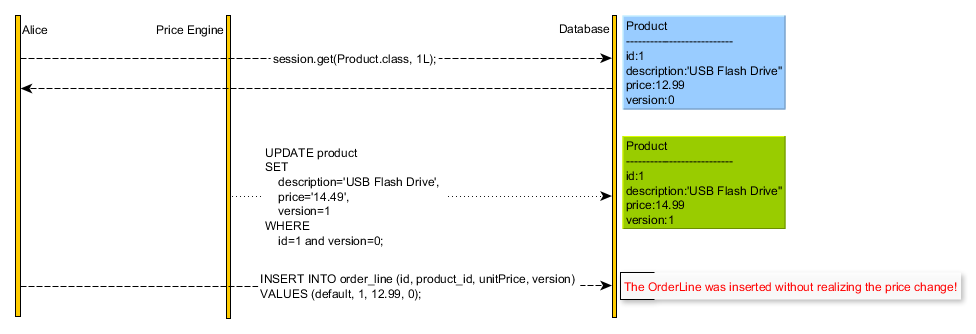 Alice
Price Engine
Database
Product
---------------------------
id:1
description:'USB Flash Drive"
price:12.99
version:0
session.get(Product.class, 1L);
UPDATE product
SET
description='USB Flash Drive',
price='14.49',
version=1
WHERE
id=1 and version=0;
Product
---------------------------
id:1
description:'USB Flash Drive"
price:14.99
version:1
INSERT INTO order_line (id, product_id, unitPrice, version)
VALUES (default, 1, 12.99, 0);
The OrderLine was inserted without realizing the price change!